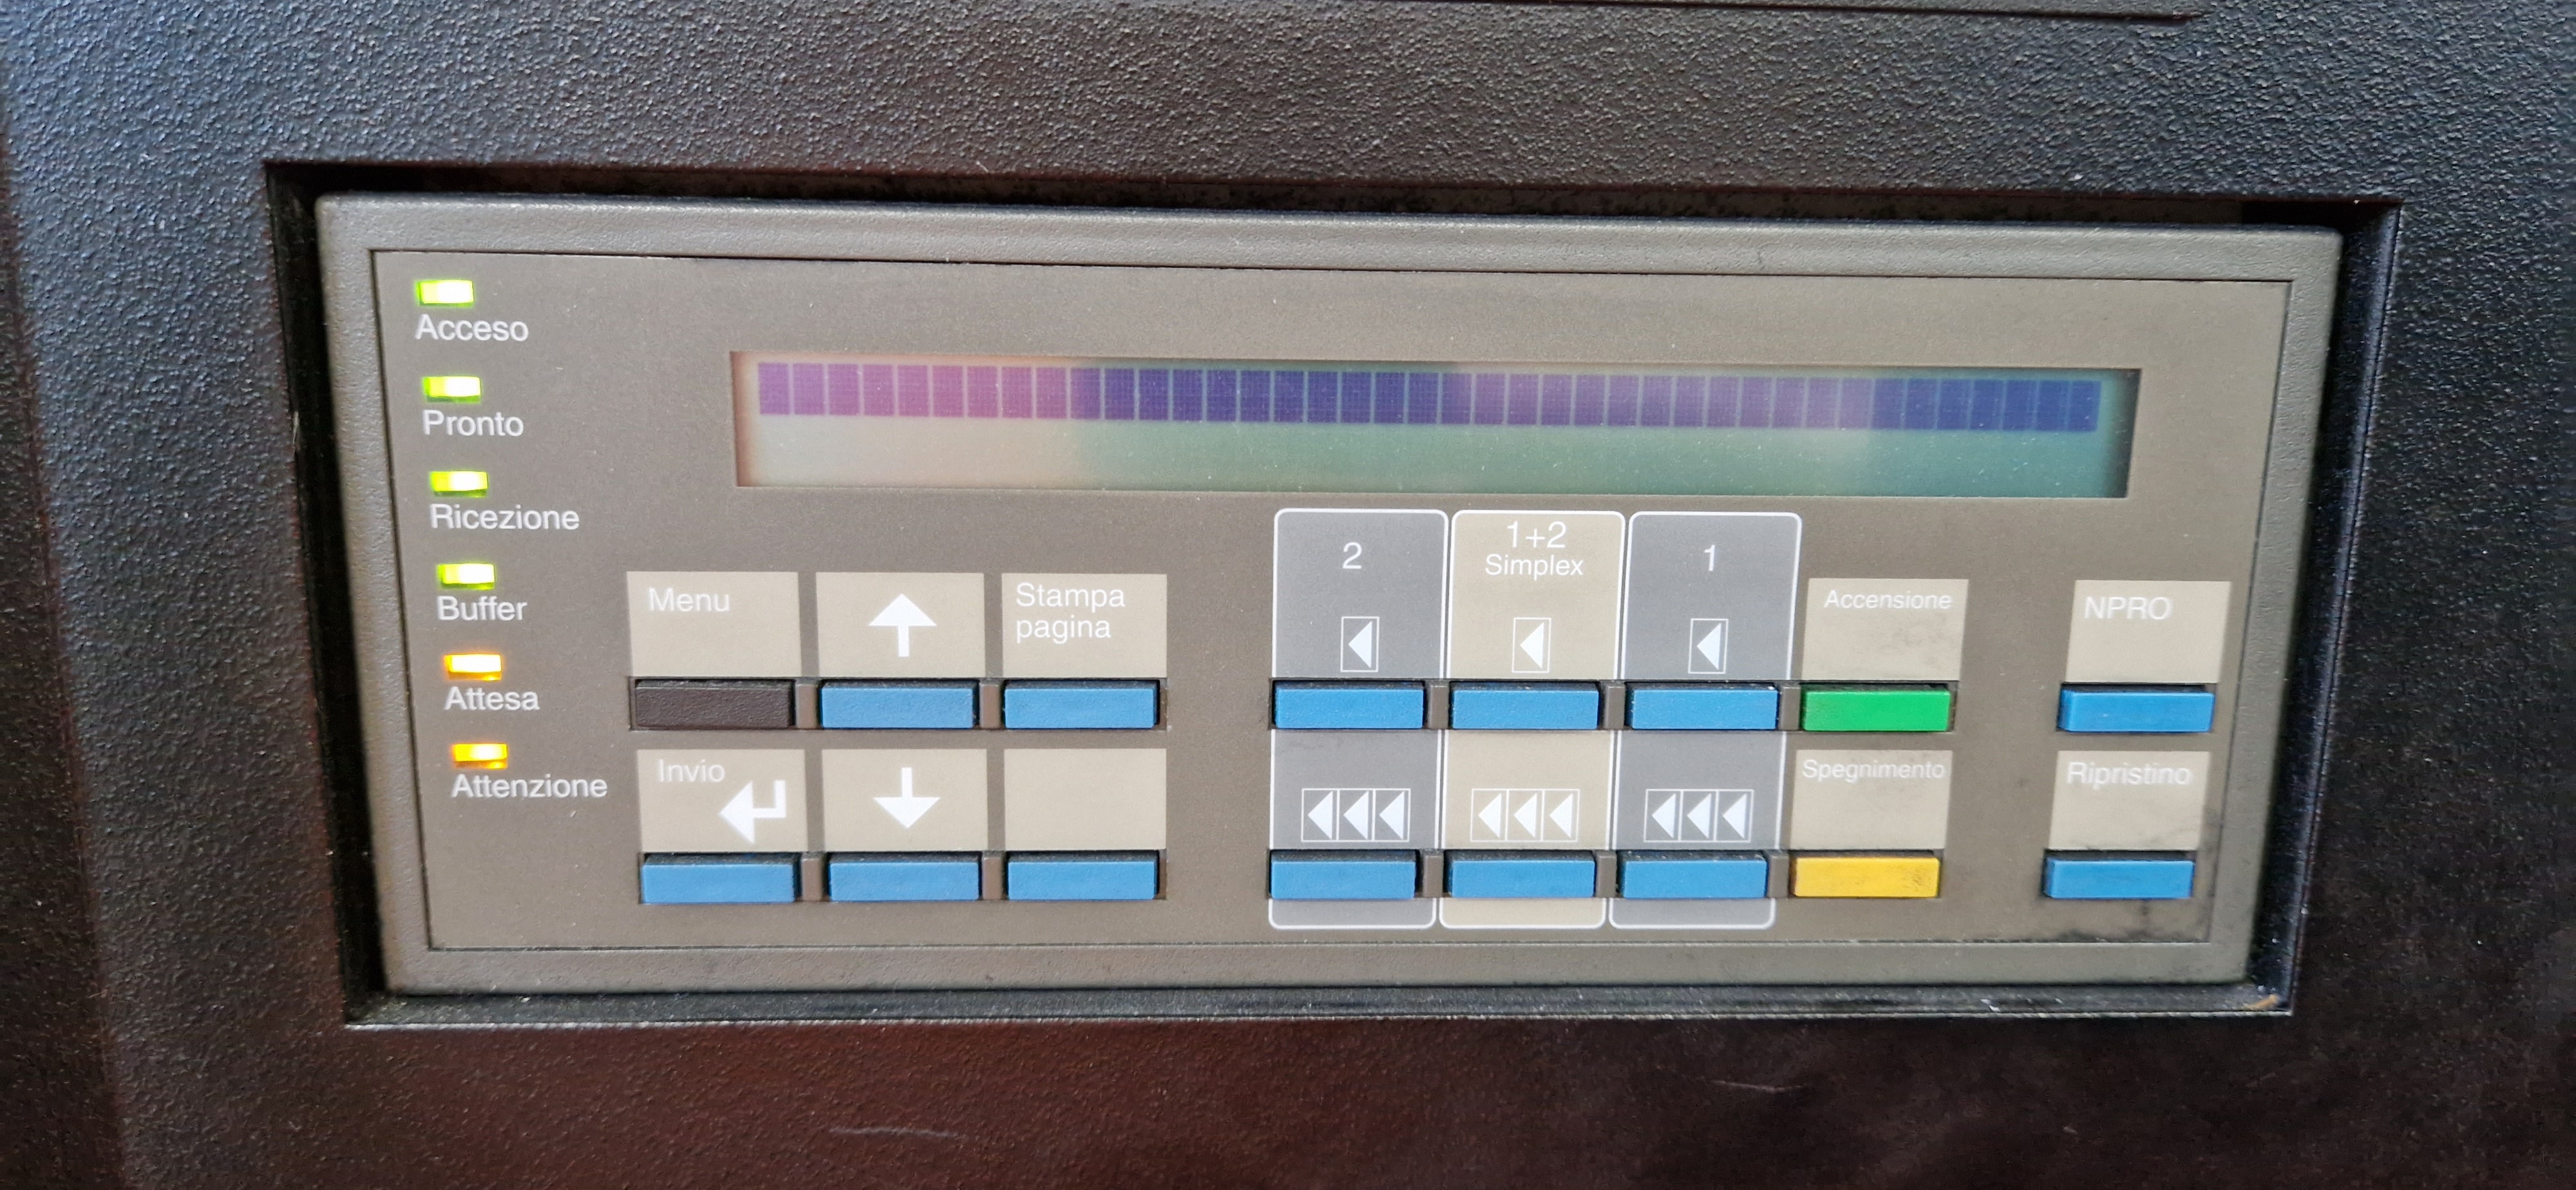 Acceso
Pronto
Ricezione
Buffer
Attesa
Attenzione
Menu
Stampa
pagina
Invio
2
1+2
Simplex
1
Accensione
Spegnimento
NPRO
Ripristino